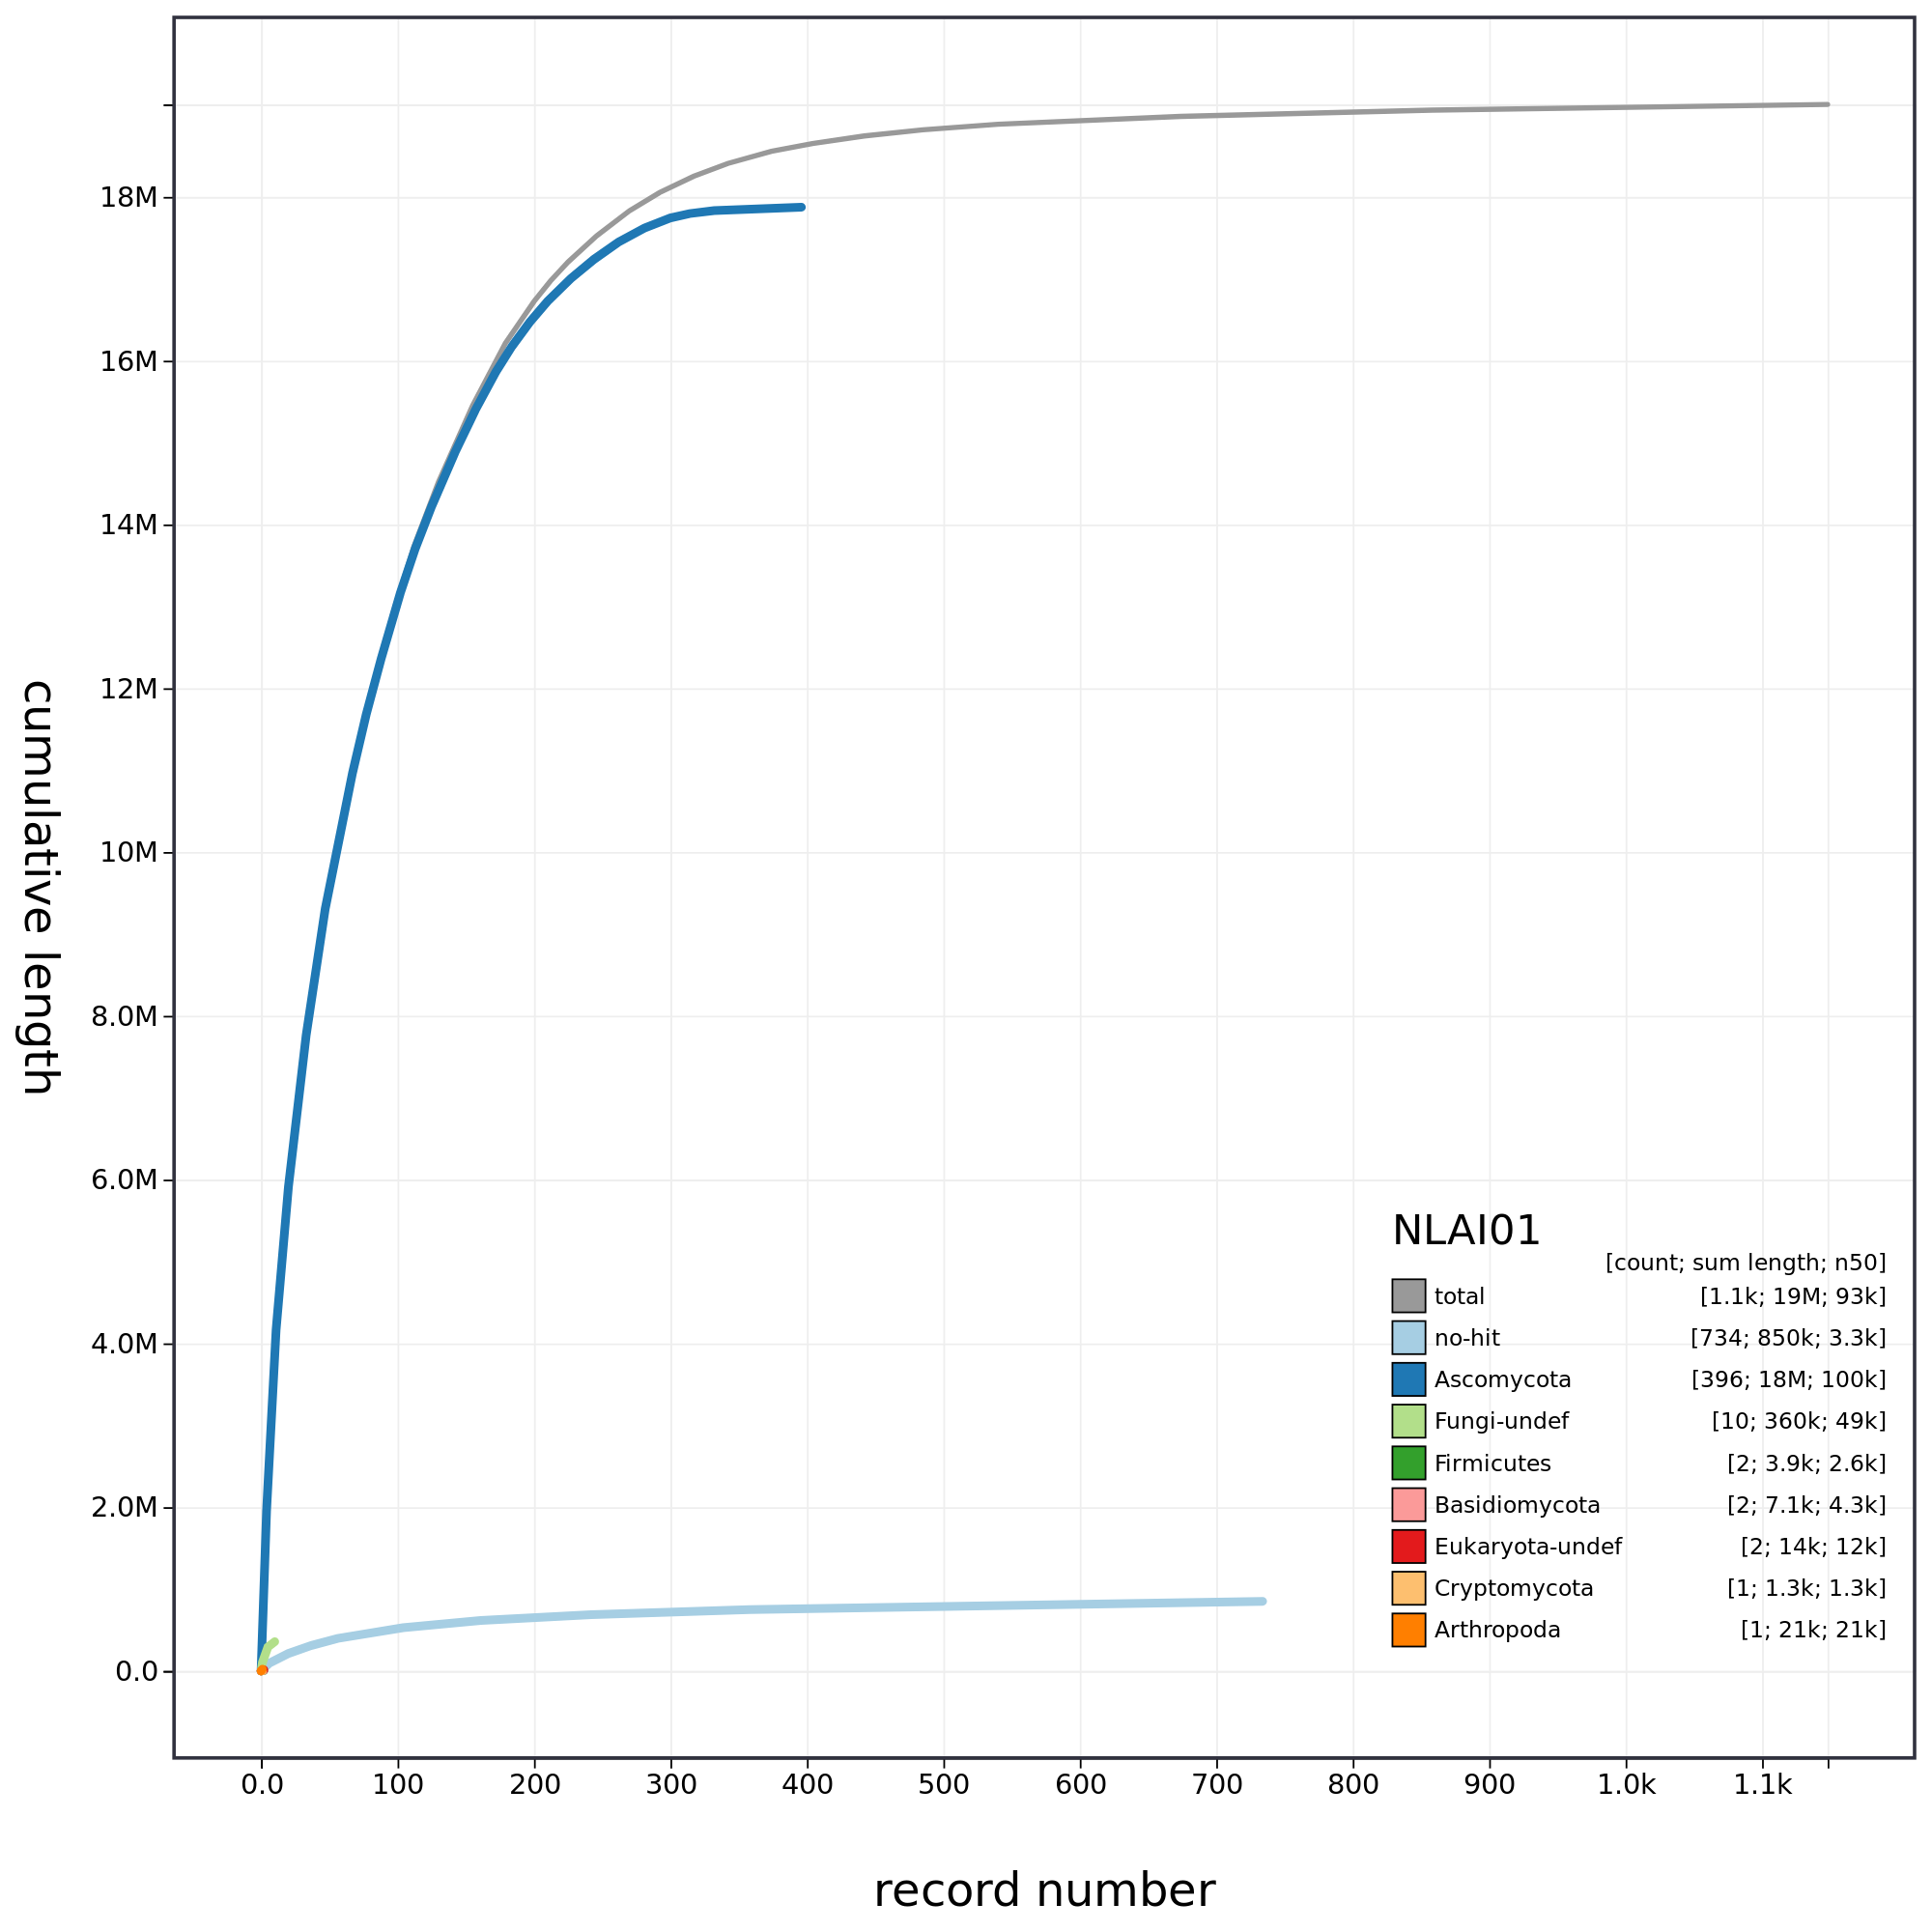 cumulative length
18M
16M
14M
12M
10M
8.0M
6.0M
4.0M
2.0M
0.0
NLAI01
[count; sum length; n50]
total [1.1k; 19M; 93k]
no-hit [734; 850k; 3.3k]
Ascomycota [396; 18M; 100k]
Fungi-undef [10; 360k; 49k]
Firmicutes [2; 3.9k; 2.6k]
Basidiomycota [2; 7.1k; 4.3k]
Eukaryota-undef [2; 14k; 12k]
Cryptomycota [1; 1.3k; 1.3k]
Arthropoda [1; 21k; 21k]
0.0 100 200 300 400 500 600 700 800 900 1.0k 1.1k
record number